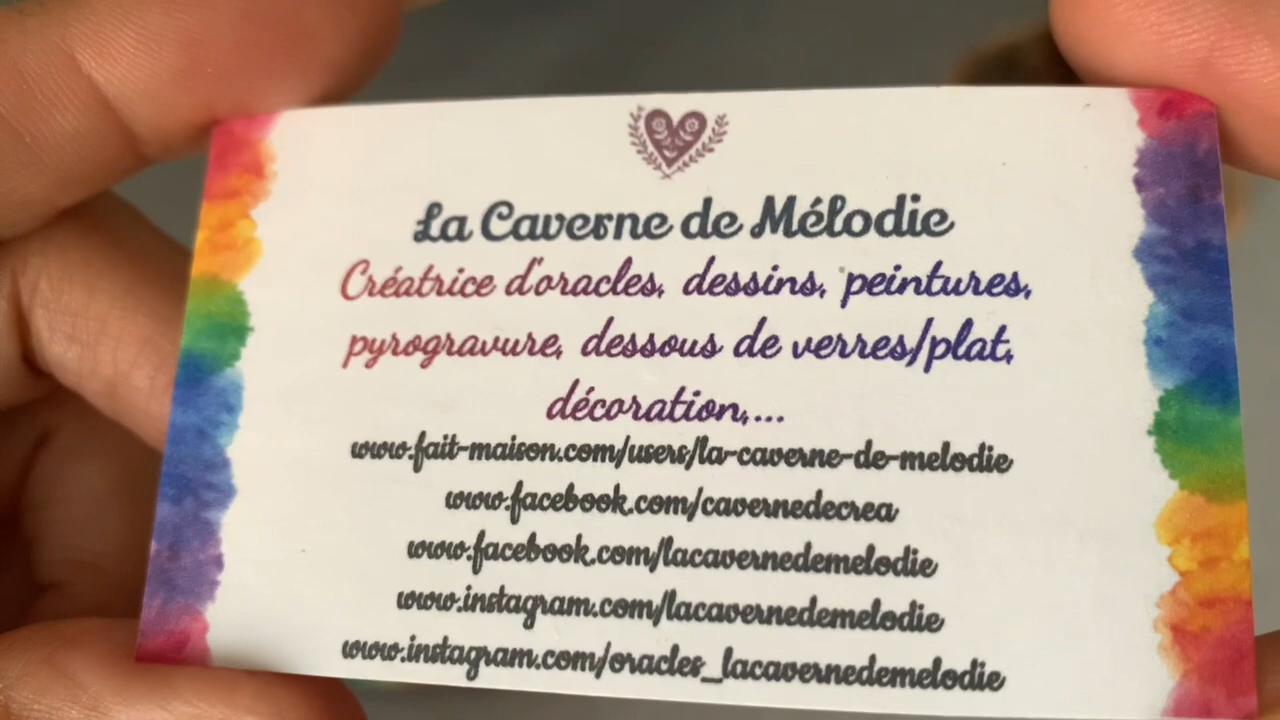 La Caverne de Mélodie
Créatrice d'oracles, dessins, peintures,
pyrogravure, dessous de verres/plat,
décoration,...
www.fait-maison.com/users/la-caverne-de-melodie
www.facebook.com/cavernedecrea
www.facebook.com/lacavernedemelodie
www.instagram.com/lacavernedemelodie
www.instagram.com/oracles_lacavernedemelodie